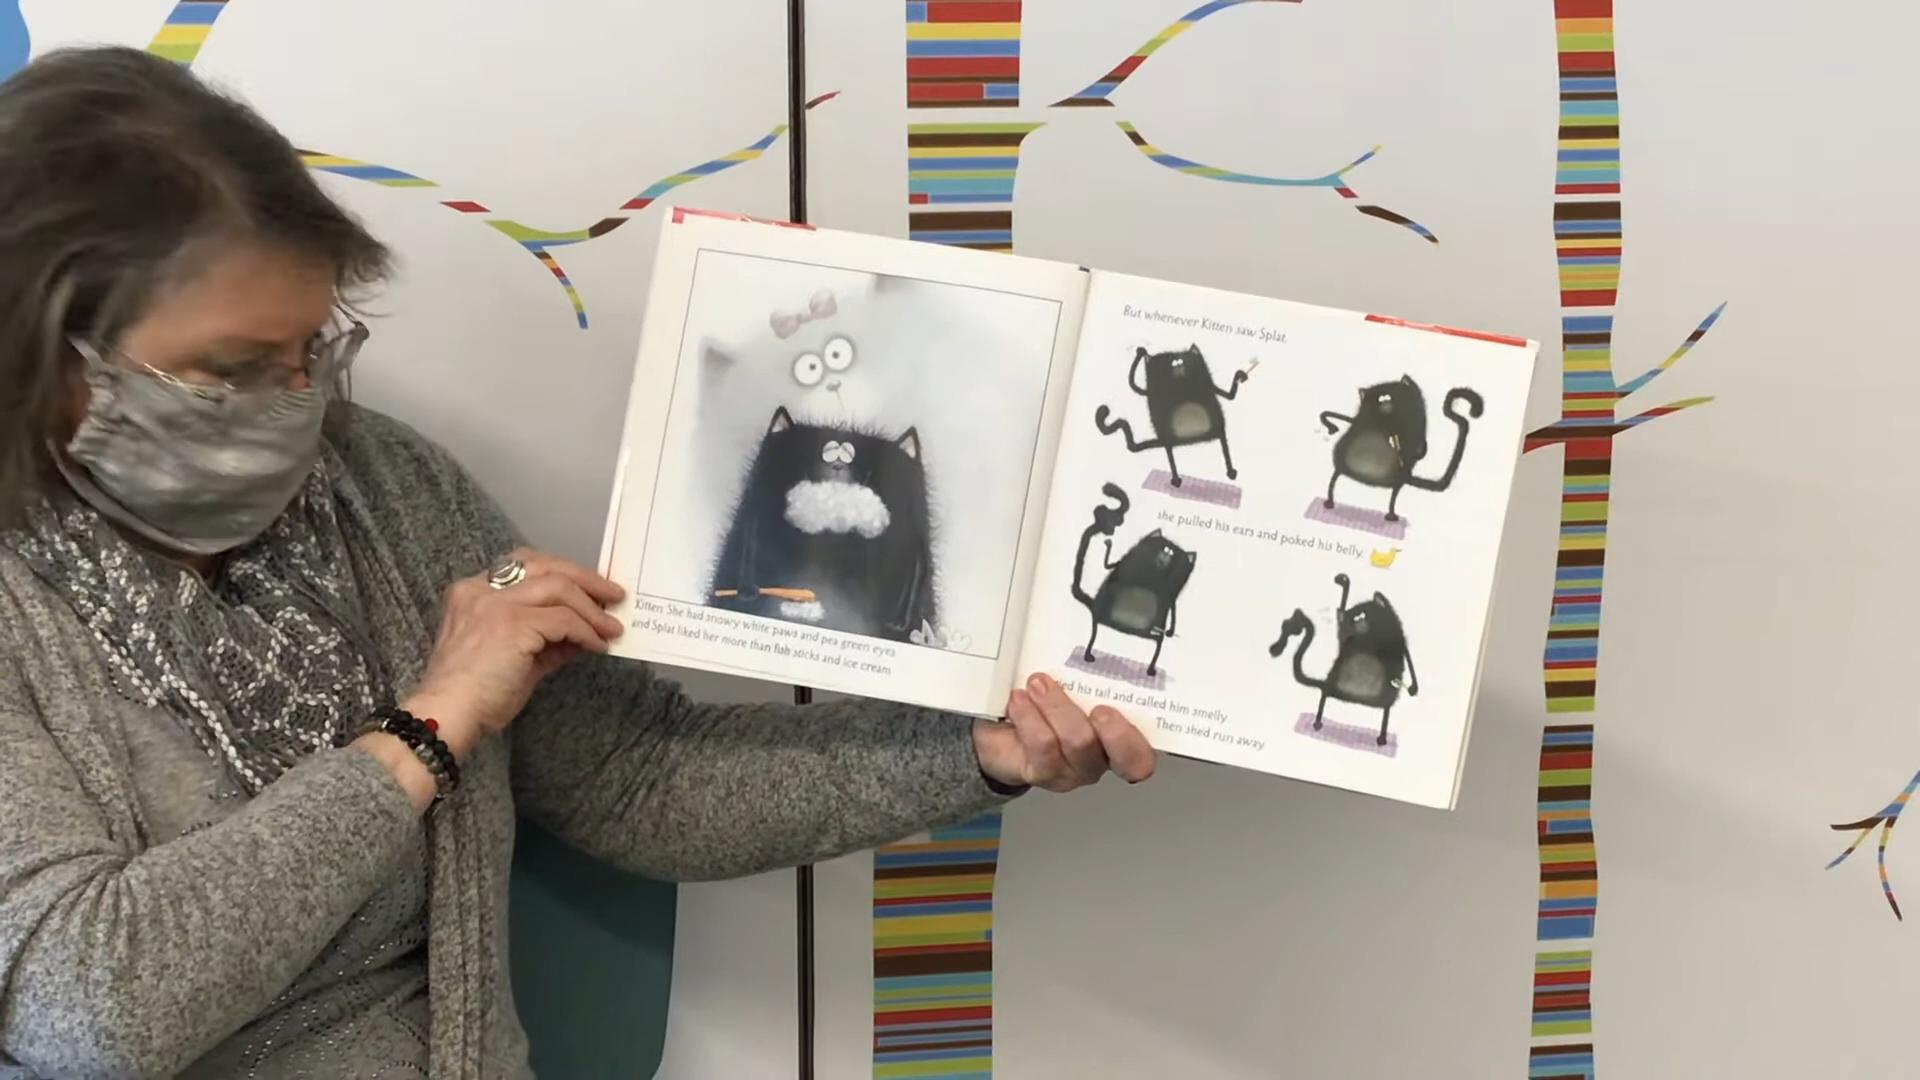 Kitten. She had snowy white paws and pea green eyes
and Splat liked her more than fish sticks and ice cream
But whenever Kitten saw Splat
she pulled his ears and poked his belly.
tied his tail and called him smelly
Then she'd run away